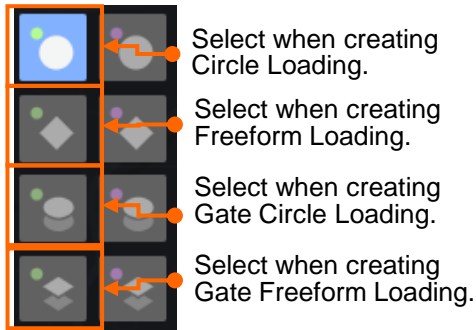 Select when creating
Circle Loading.
Select when creating
Freeform Loading.
Select when creating
Gate Circle Loading.
Select when creating
Gate Freeform Loading.